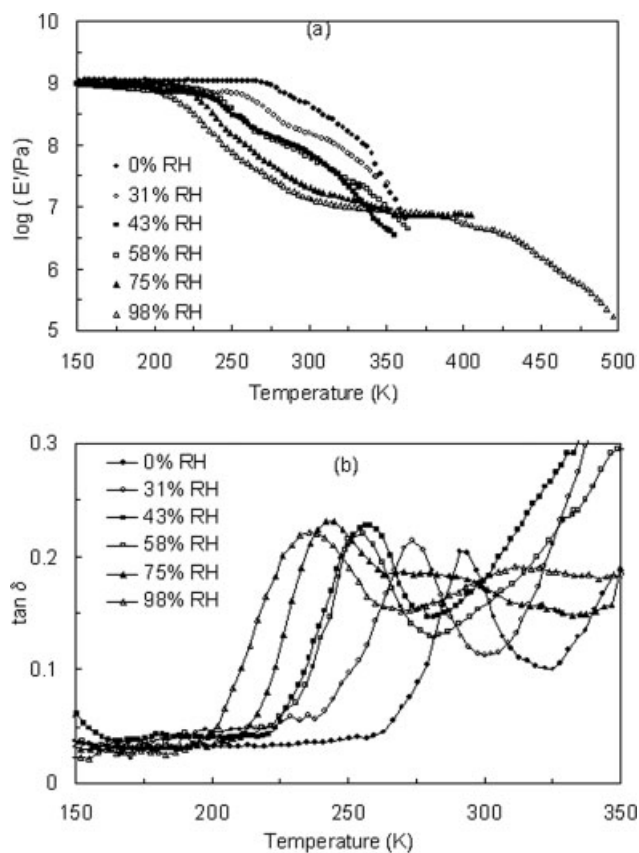 (a)
10
9
8
7
6
5
log ( E'/Pa)
0% RH
31% RH
43% RH
58% RH
75% RH
98% RH
150 200 250 300 350 400 450 500
Temperature (K)
(b)
0.3
0.2
0.1
0
tan δ
0% RH
31% RH
43% RH
58% RH
75% RH
98% RH
150 200 250 300 350
Temperature (K)